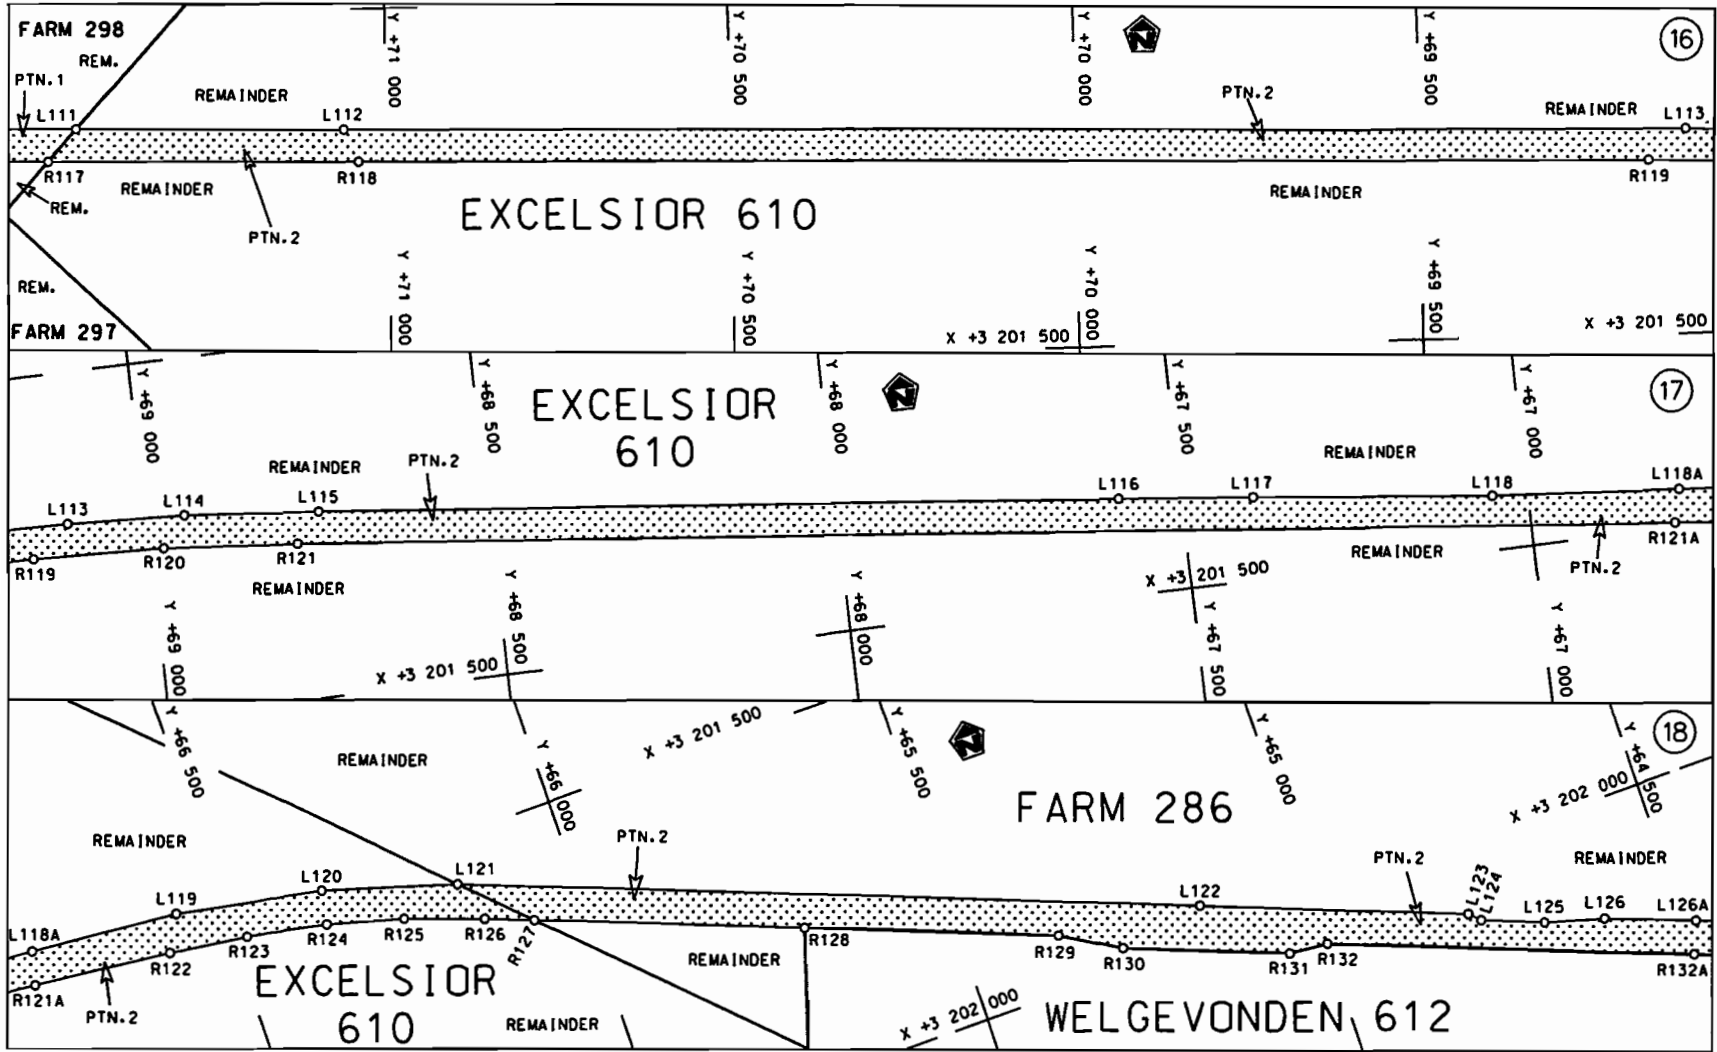 FARM 298
REM.
PTN.1
L111
REMAINDER
L112
Y +71 000
Y +70 500
Y +70 000
N
PTN.2
Y +69 500
REMAINDER
L113
16
R117
REM.
REMAINDER
R118
PTN.2
EXCELSIOR 610
REMAINDER
R119
REM.
FARM 297
Y +71 000
Y +70 500
X +3 201 500
Y +70 000
Y +69 500
X +3 201 500
Y +69 000
Y +68 500
EXCELSIOR
610
Y +68 000
N
Y +67 500
Y +67 000
17
REMAINDER
PTN.2
REMAINDER
L113
L114
L115
L116
L117
L118
L118A
R119
R120
R121
REMAINDER
REMAINDER
R121A
PTN.2
X +3 201 500
Y +69 000
X +3 201 500
Y +68 500
Y +68 000
Y +67 500
Y +67 000
Y +66 500
REMAINDER
Y +66 000
X +3 201 500
Y +65 500
N
Y +65 000
Y +64 500
18
X +3 202 000
FARM 286
REMAINDER
PTN.2
PTN.2
REMAINDER
L118A
L119
L120
L121
L122
L123
L124
L125
L126
L126A
R121A
R122
R123
R124
R125
R126
R127
R128
R129
R130
R131
R132
R132A
PTN.2
EXCELSIOR
610
REMAINDER
REMAINDER
X +3 202 000
WELGEVONDEN 612